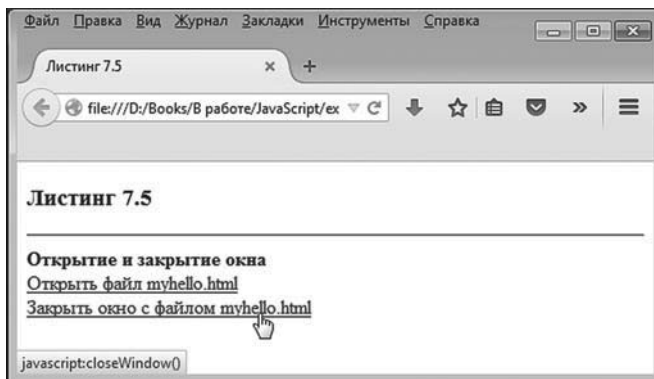 Файл Правка Вид Журнал Закладки Инструменты Справка
Листинг 7.5
file:///D:/Books/В работе/JavaScript/ex
Листинг 7.5
Открытие и закрытие окна
Открыть файл myhello.html
Закрыть окно с файлом myhello.html
javascript:closeWindow()